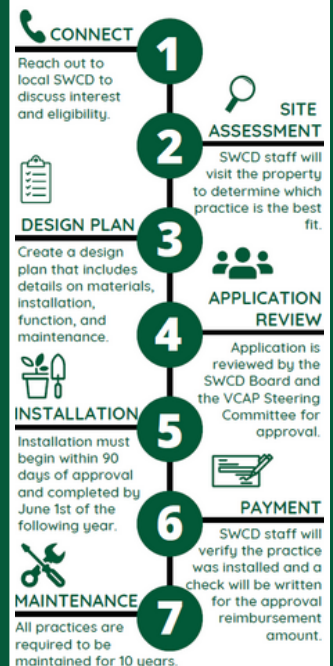 CONNECT
1
Reach out to
local SWCD to
discuss interest
and eligibility.
SITE
ASSESSMENT
2
SWCD staff will
visit the property
to determine which
practice is the best
fit.
DESIGN PLAN
3
Create a design
plan that includes
details on materials,
installation,
function, and
maintenance.
APPLICATION
REVIEW
4
Application is
reviewed by the
SWCD Board and
the VCAP Steering
Committee for
approval.
INSTALLATION
5
Installation must
begin within 90
days of approval
and completed by
June 1st of the
following year.
PAYMENT
6
SWCD staff will
verify the practice
was installed and a
check will be written
for the approval
reimbursement
amount.
MAINTENANCE
7
All practices are
required to be
maintained for 10 years.